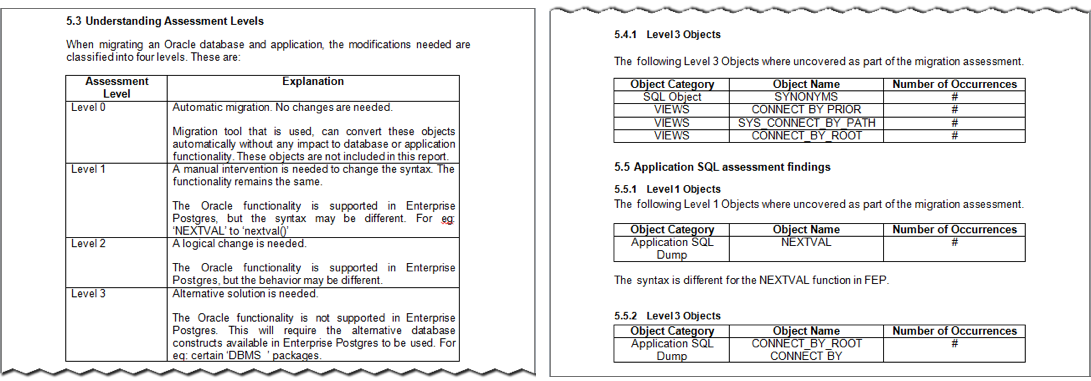 5.3 Understanding Assessment Levels
When migrating an Oracle database and application, the modifications needed are
classified into four levels. These are:
Assessment Level Explanation
Level 0 Automatic migration. No changes are needed.
Migration tool that is used, can convert these objects
automatically without any impact to database or application
functionality. These objects are not included in this report.
Level 1 A manual intervention is needed to change the syntax. The
functionality remains the same.
The Oracle functionality is supported in Enterprise
Postgres, but the syntax may be different. For eg:
'NEXTVAL' to 'nextval()'
Level 2 A logical change is needed.
The Oracle functionality is supported in Enterprise
Postgres, but the behavior may be different.
Level 3 Alternative solution is needed.
The Oracle functionality is not supported in Enterprise
Postgres. This will require the alternative database
constructs available in Enterprise Postgres to be used. For
eg: certain 'DBMS_' packages.
5.4.1 Level 3 Objects
The following Level 3 Objects where uncovered as part of the migration assessment.
Object Category Object Name Number of Occurrences
SQL Object SYNONYMS #
VIEWS CONNECT BY PRIOR #
VIEWS SYS_CONNECT_BY_PATH #
VIEWS CONNECT_BY_ROOT #
5.5 Application SQL assessment findings
5.5.1 Level 1 Objects
The following Level 1 Objects where uncovered as part of the migration assessment.
Object Category Object Name Number of Occurrences
Application SQL NEXTVAL #
Dump
The syntax is different for the NEXTVAL function in FEP.
5.5.2 Level 3 Objects
Object Category Object Name Number of Occurrences
Application SQL CONNECT_BY_ROOT #
Dump CONNECT BY